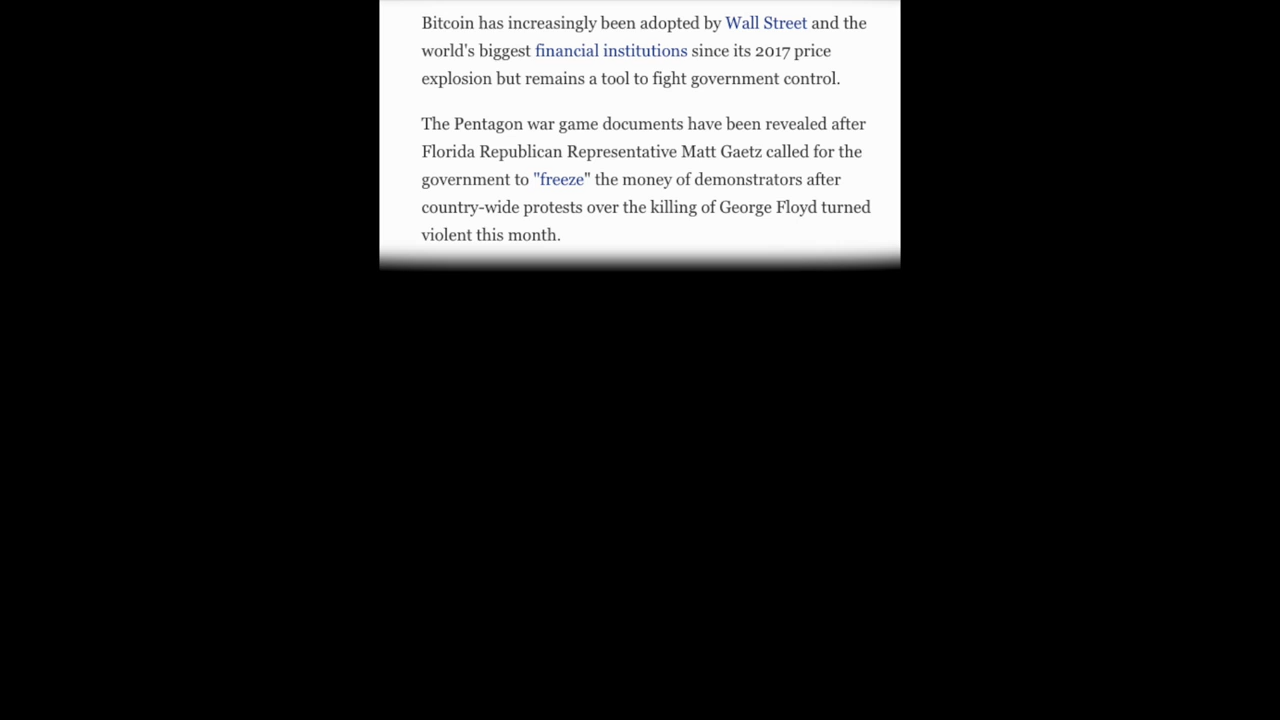 Bitcoin has increasingly been adopted by Wall Street and the
world's biggest financial institutions since its 2017 price
explosion but remains a tool to fight government control.
The Pentagon war game documents have been revealed after
Florida Republican Representative Matt Gaetz called for the
government to "freeze" the money of demonstrators after
country-wide protests over the killing of George Floyd turned
violent this month.